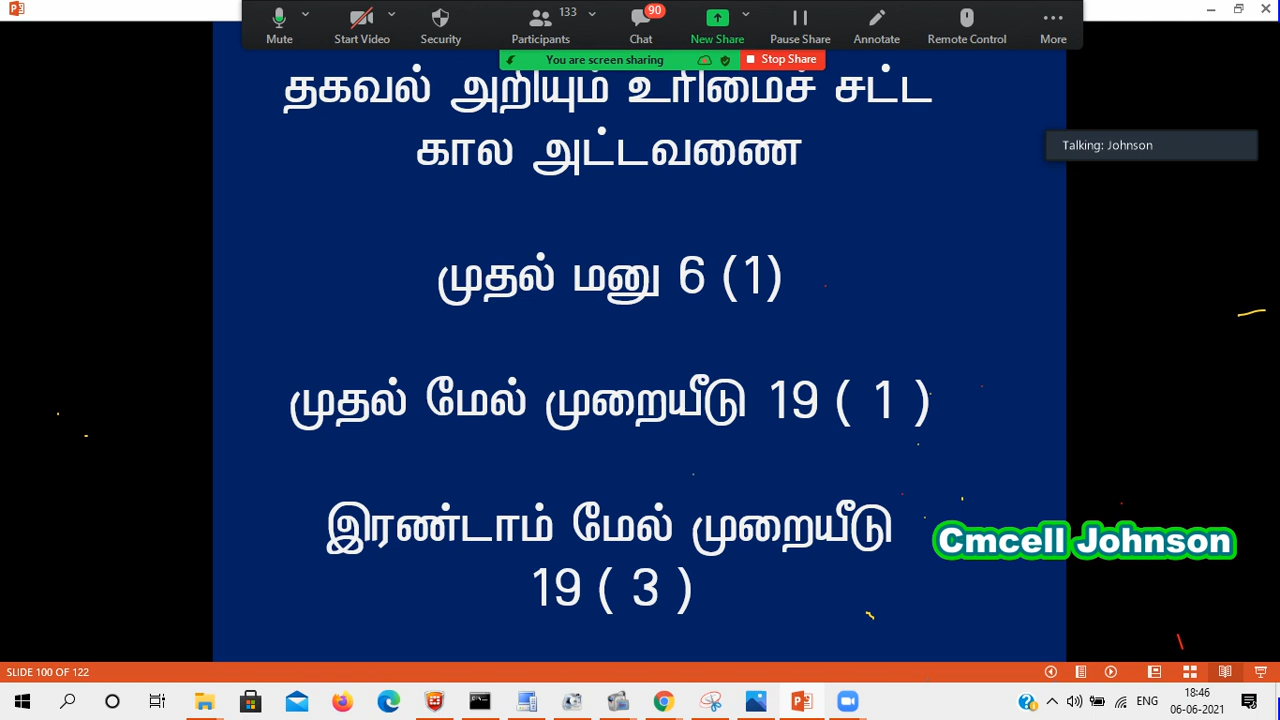 133
90
Mute
Start Video
Security
Participants
Chat
New Share
Pause Share
Annotate
Remote Control
More
You are screen sharing
Stop Share
Talking: Johnson
தகவல் அறியும் உரிமைச் சட்ட
கால அட்டவணை
முதல் மனு 6 (1)
முதல் மேல் முறையீடு 19 ( 1 )
இரண்டாம் மேல் முறையீடு
19 ( 3 )
Cmcell Johnson
SLIDE 100 OF 122
ENG
18:46
06-06-2021